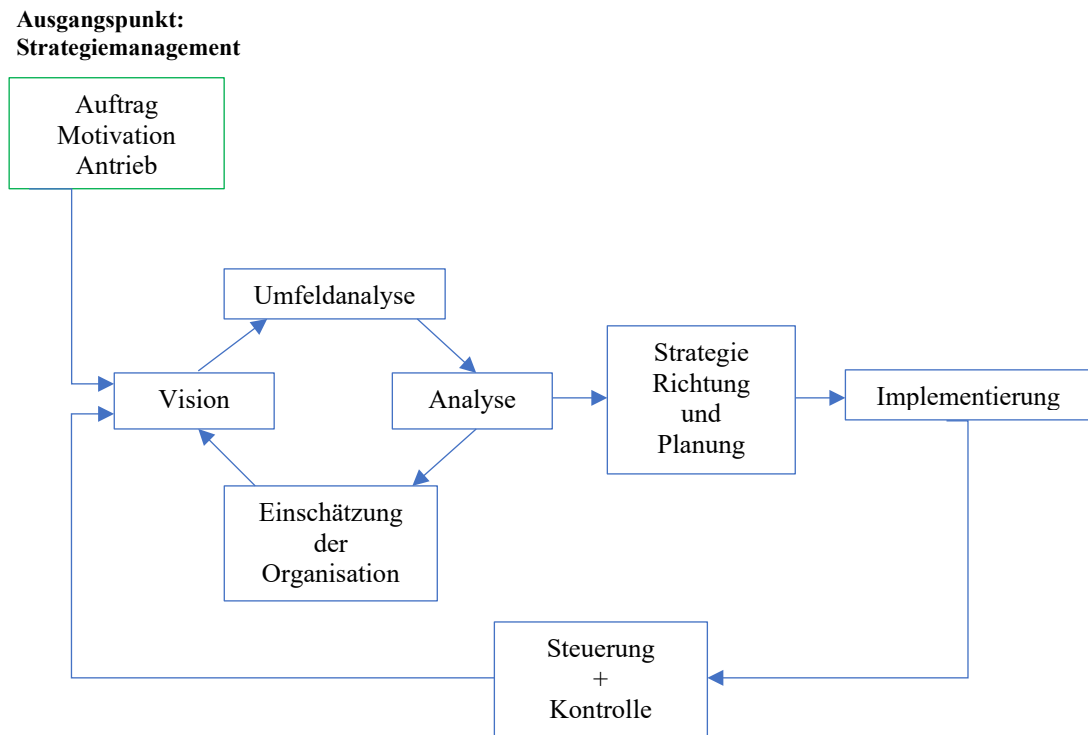 Ausgangspunkt:
Strategiemanagement
Auftrag
Motivation
Antrieb
Umfeldanalyse
Vision
Analyse
Strategie
Richtung
und
Planung
Implementierung
Einschätzung
der
Organisation
Steuerung
+
Kontrolle